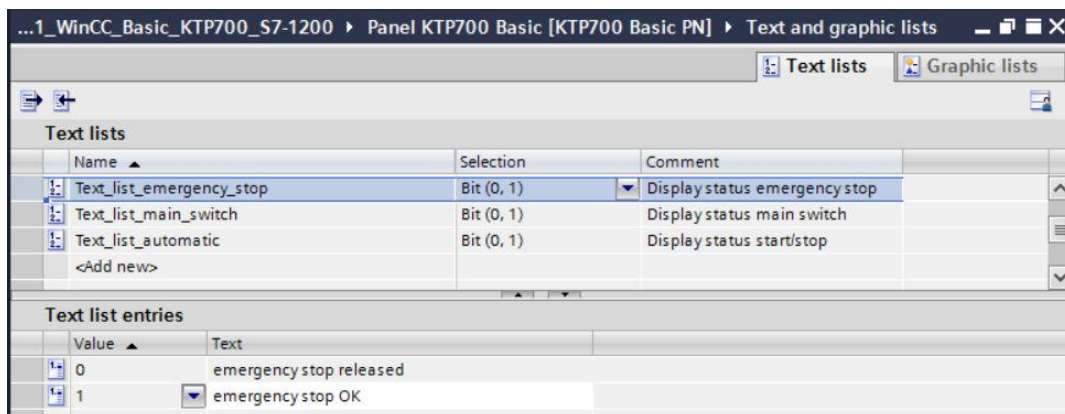 ...1_WinCC_Basic_KTP700_S7-1200 ▸ Panel KTP700 Basic [KTP700 Basic PN] ▸ Text and graphic lists
Text lists Graphic lists
Text lists
Name Selection Comment
Text_list_emergency_stop Bit (0, 1) Display status emergency stop
Text_list_main_switch Bit (0, 1) Display status main switch
Text_list_automatic Bit (0, 1) Display status start/stop
<Add new>
Text list entries
Value Text
0 emergency stop released
1 emergency stop OK